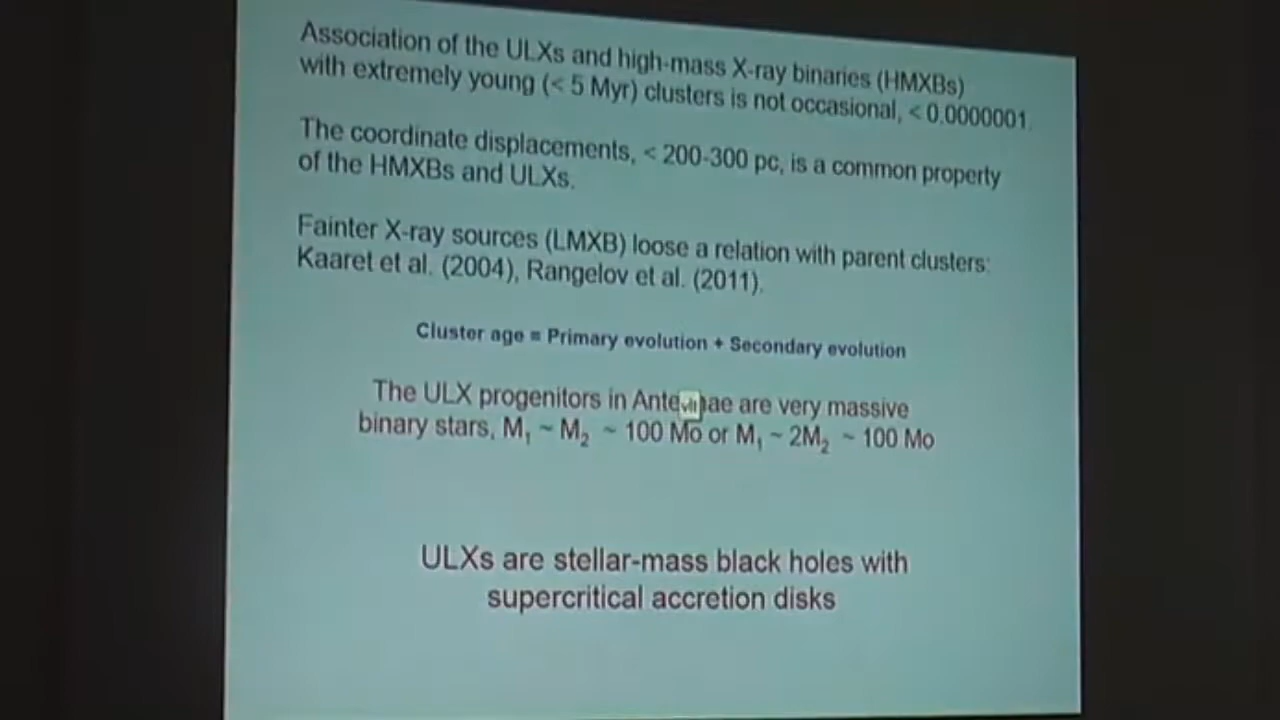 Association of the ULXs and high-mass X-ray binaries (HMXBs)
with extremely young (< 5 Myr) clusters is not occasional, < 0.0000001.
The coordinate displacements, < 200-300 pc, is a common property
of the HMXBs and ULXs.
Fainter X-ray sources (LMXB) loose a relation with parent clusters:
Kaaret et al. (2004), Rangelov et al. (2011).
Cluster age = Primary evolution + Secondary evolution
The ULX progenitors in are very massive
binary stars, M₁ ~ M₂ ~ 100 Mo or M₁ ~ 2M₂ ~ 100 Mo
ULXs are stellar-mass black holes with
supercritical accretion disks